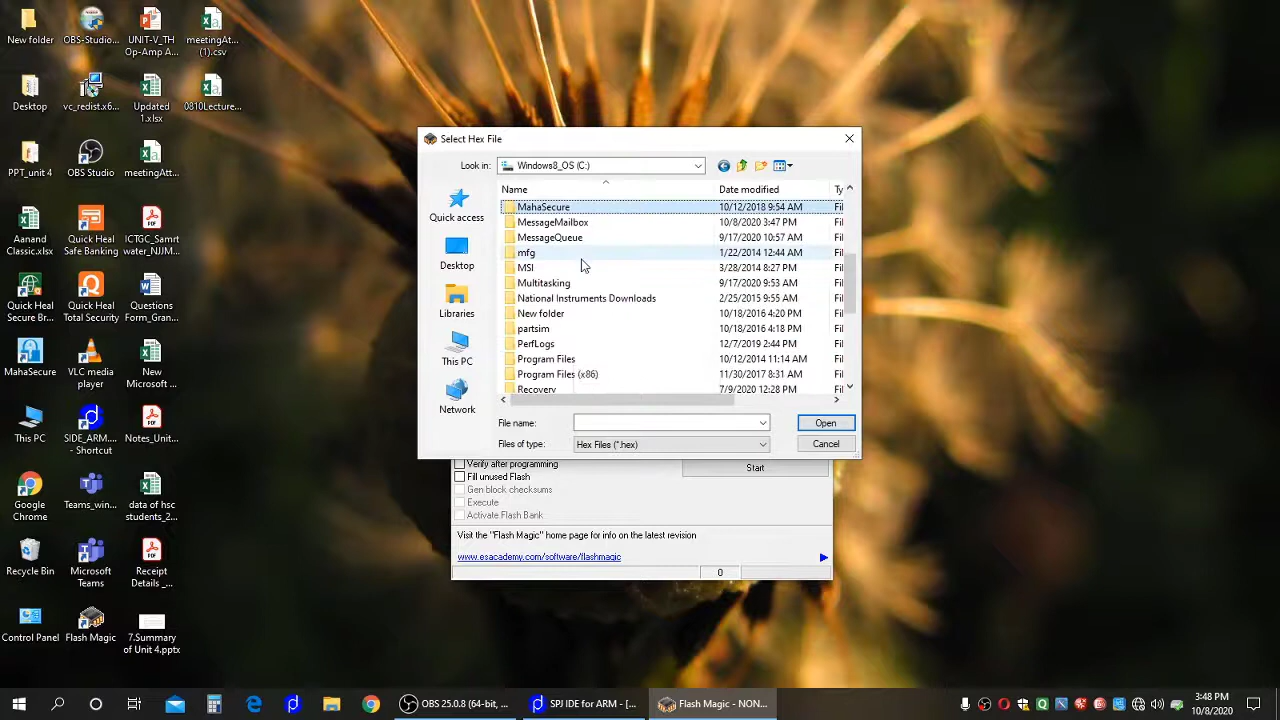 New folder
OBS-Studio...
UNIT-V_TH
Op-Amp A...
meetingAt...
(1).csv
Desktop
vc_redist.x6...
Updated
1.xlsx
0810Lecture...
PPT_unit 4
OBS Studio
meetingAtt...
Aanand
Classic.xlsx
Quick Heal
Safe Banking
ICTGC_Samrt
water_NJJM...
Quick Heal
Secure Br...
Quick Heal
Total Security
Questions
Form_Gran...
MahaSecure
VLC media
player
New
Microsoft ...
This PC
SIDE_ARM...
- Shortcut
Notes_Unit...
Google
Chrome
Teams_win...
data of hsc
students_2...
Recycle Bin
Microsoft
Teams
Receipt
Details _...
Control Panel
Flash Magic
7.Summary
of Unit 4.pptx
Select Hex File
Look in:
Windows8_OS (C:)
Quick access
Desktop
Libraries
This PC
Network
Name
Date modified
Ty
MahaSecure
10/12/2018 9:54 AM
Fil
MessageMailbox
10/8/2020 3:47 PM
Fil
MessageQueue
9/17/2020 10:57 AM
Fil
mfg
1/22/2014 12:44 AM
Fil
MSI
3/28/2014 8:27 PM
Fil
Multitasking
9/17/2020 9:53 AM
Fil
National Instruments Downloads
2/25/2015 9:55 AM
Fil
New folder
10/18/2016 4:20 PM
Fil
partsim
10/18/2016 4:18 PM
Fil
PerfLogs
12/7/2019 2:44 PM
Fil
Program Files
10/12/2014 11:14 AM
Fil
Program Files (x86)
11/30/2017 8:31 AM
Fil
Recovery
7/9/2020 12:28 PM
Fil
File name:
Open
Files of type:
Hex Files (*.hex)
Cancel
Verify after programming
Start
Fill unused Flash
Gen block checksums
Execute
Activate Flash Bank
Visit the "Flash Magic" home page for info on the latest revision
www.esacademy.com/software/flashmagic
0
OBS 25.0.8 (64-bit, ...
SPJ IDE for ARM - [...
Flash Magic - NON...
3:48 PM
10/8/2020